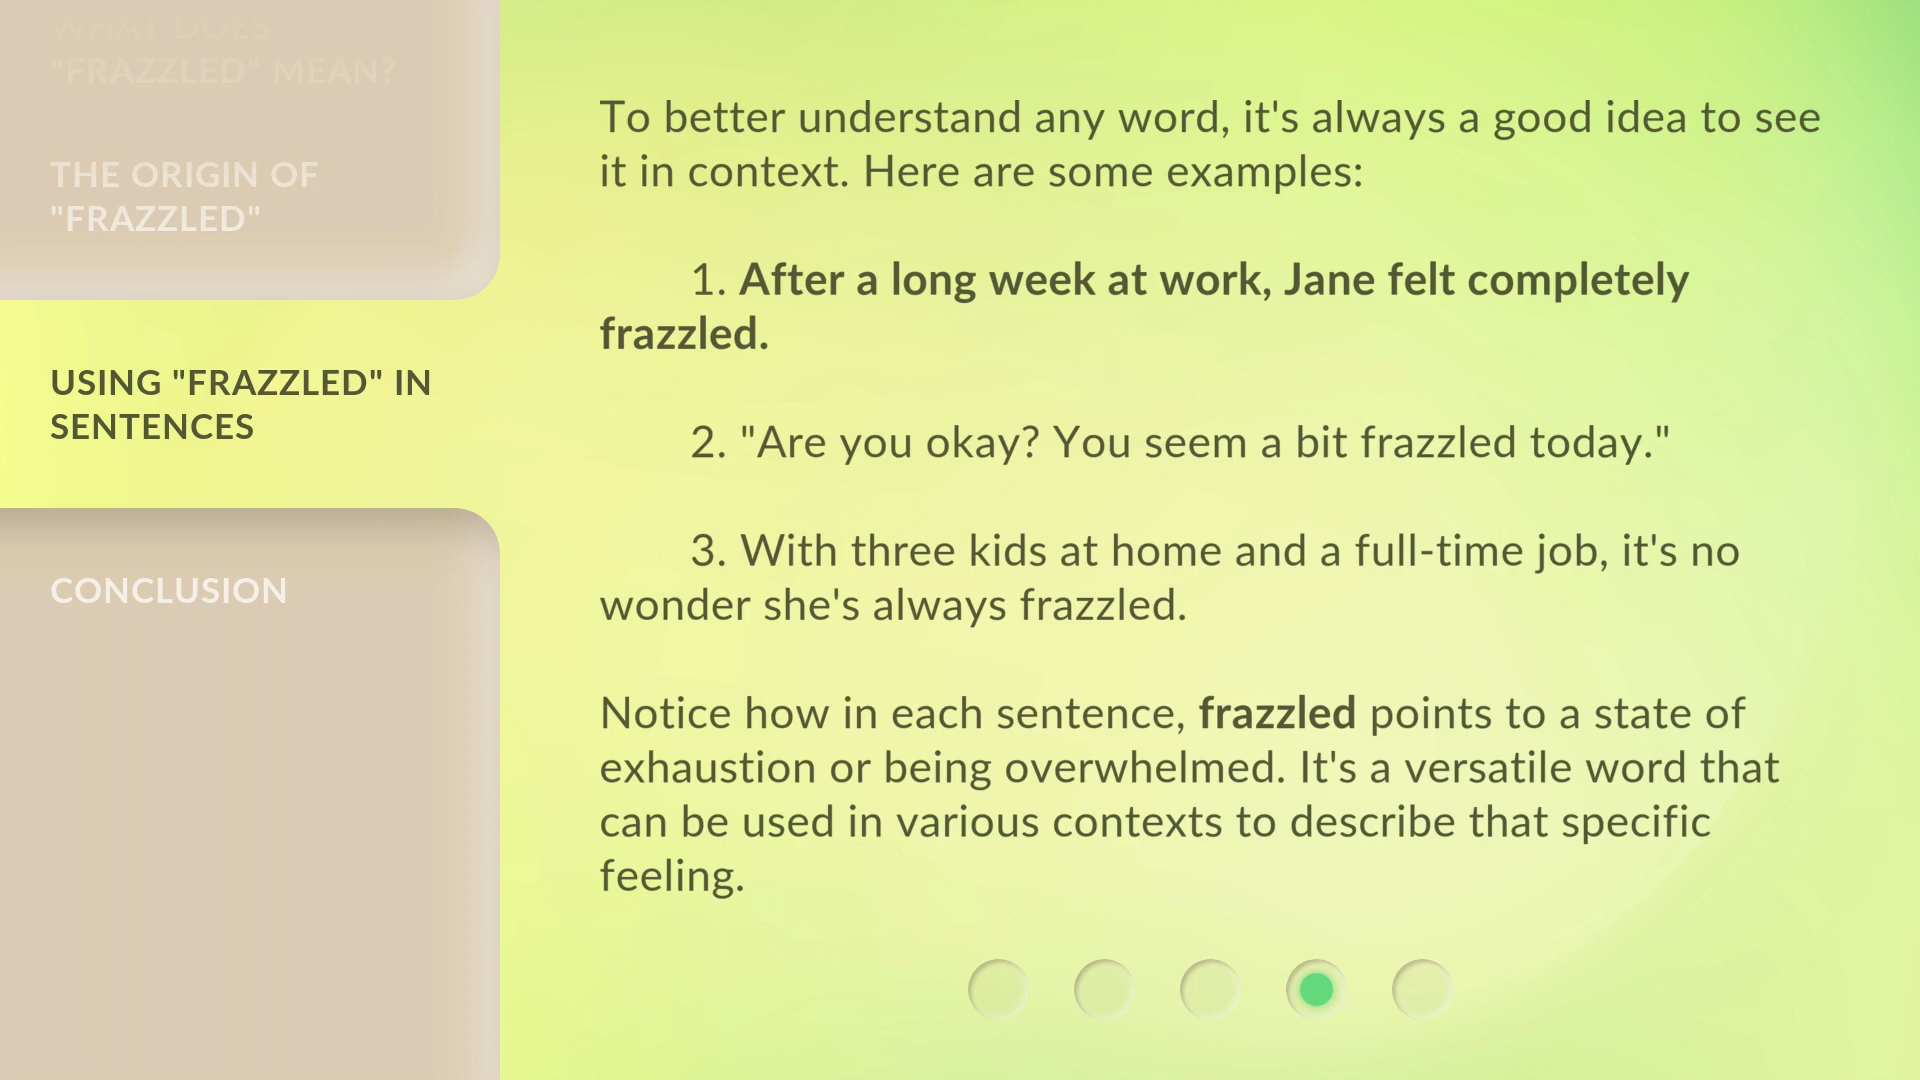 WHAT DOES
"FRAZZLED" MEAN?
THE ORIGIN OF
"FRAZZLED"
USING "FRAZZLED" IN
SENTENCES
CONCLUSION
To better understand any word, it's always a good idea to see
it in context. Here are some examples:
1. After a long week at work, Jane felt completely
frazzled.
2. "Are you okay? You seem a bit frazzled today."
3. With three kids at home and a full-time job, it's no
wonder she's always frazzled.
Notice how in each sentence, frazzled points to a state of
exhaustion or being overwhelmed. It's a versatile word that
can be used in various contexts to describe that specific
feeling.